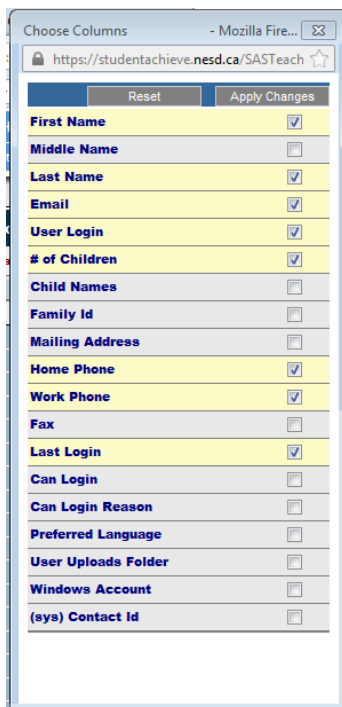 Choose Columns - Mozilla Fire...
https://studentachieve.nesd.ca/SASTeach
Reset Apply Changes
First Name
Middle Name
Last Name
Email
User Login
# of Children
Child Names
Family Id
Mailing Address
Home Phone
Work Phone
Fax
Last Login
Can Login
Can Login Reason
Preferred Language
User Uploads Folder
Windows Account
(sys) Contact Id